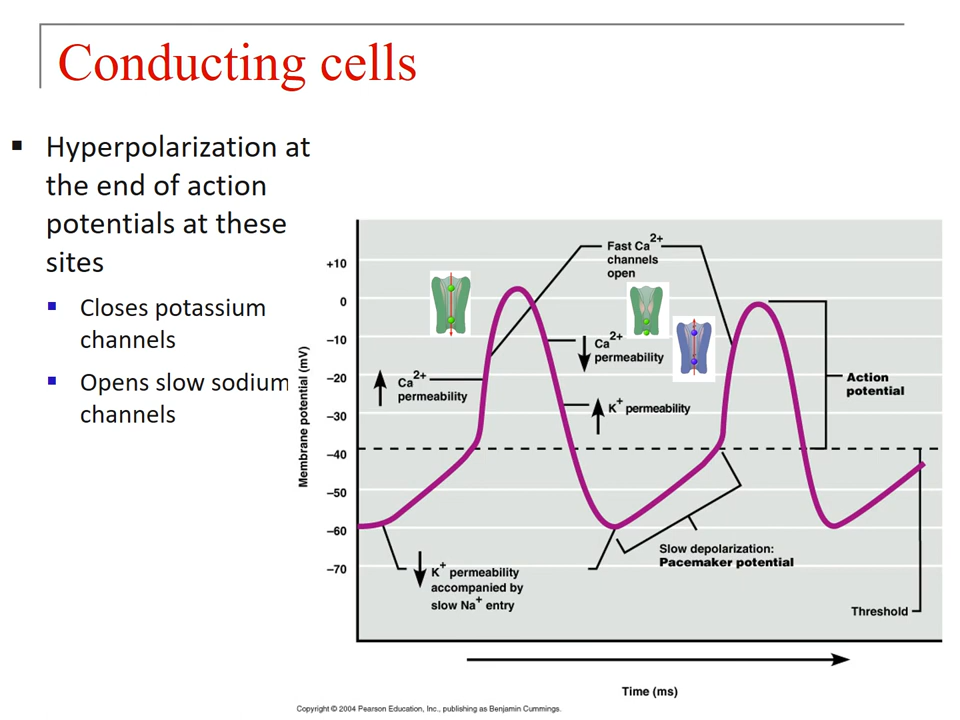 Conducting cells
▪ Hyperpolarization at
the end of action
potentials at these
sites
▪ Closes potassium
channels
▪ Opens slow sodium
channels
Membrane potential (mV)
+10
0
–10
–20
–30
–40
–50
–60
–70
Fast Ca2+
channels
open
Ca2+
permeability
Ca2+
permeability
K+ permeability
Action
potential
Slow depolarization:
Pacemaker potential
K+ permeability
accompanied by
slow Na+ entry
Threshold
Time (ms)
Copyright © 2004 Pearson Education, Inc., publishing as Benjamin Cummings.